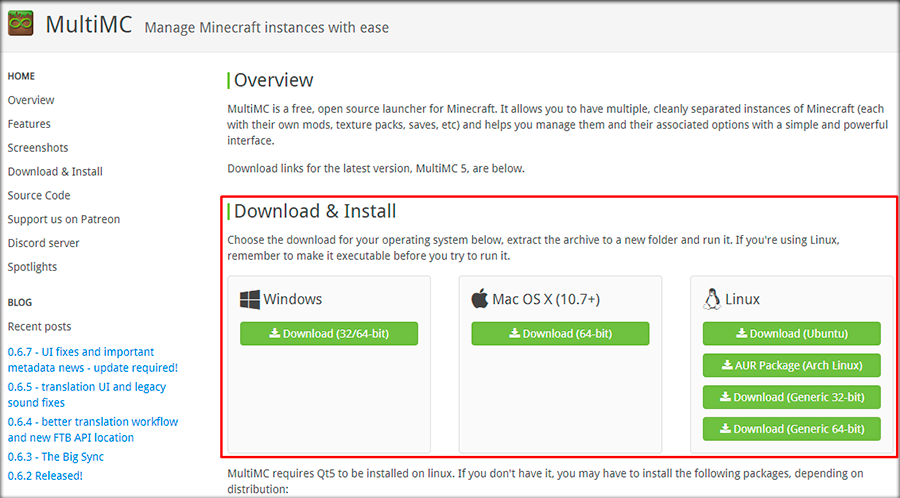 MultiMC Manage Minecraft instances with ease
HOME
Overview
Features
Screenshots
Download & Install
Source Code
Support us on Patreon
Discord server
Spotlights
BLOG
Recent posts
0.6.7 - UI fixes and important
metadata news - update required!
0.6.5 - translation UI and legacy
sound fixes
0.6.4 - better translation workflow
and new FTB API location
0.6.3 - The Big Sync
0.6.2 Released!
Overview
MultiMC is a free, open source launcher for Minecraft. It allows you to have multiple, cleanly separated instances of Minecraft (each
with their own mods, texture packs, saves, etc) and helps you manage them and their associated options with a simple and powerful
interface.
Download links for the latest version, MultiMC 5, are below.
Download & Install
Choose the download for your operating system below, extract the archive to a new folder and run it. If you're using Linux,
remember to make it executable before you try to run it.
Windows
Download (32/64-bit)
Mac OS X (10.7+)
Download (64-bit)
Linux
Download (Ubuntu)
AUR Package (Arch Linux)
Download (Generic 32-bit)
Download (Generic 64-bit)
MultiMC requires Qt5 to be installed on linux. If you don't have it, you may have to install the following packages, depending on
distribution: